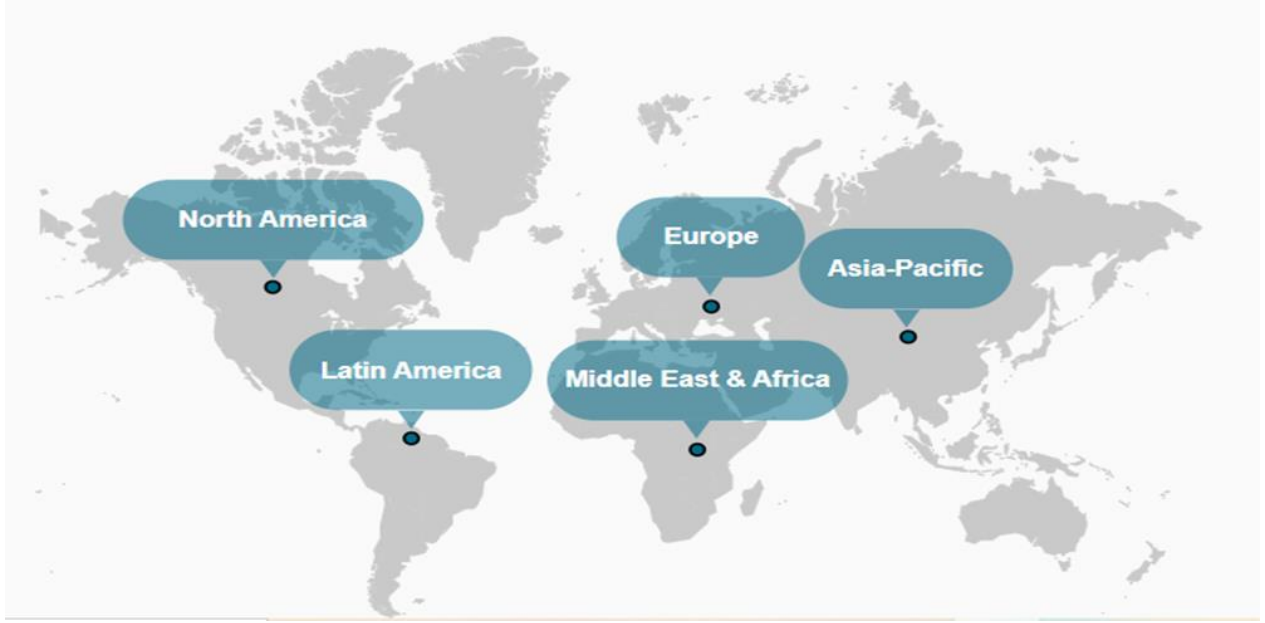 North America
Europe
Asia-Pacific
Latin America
Middle East & Africa